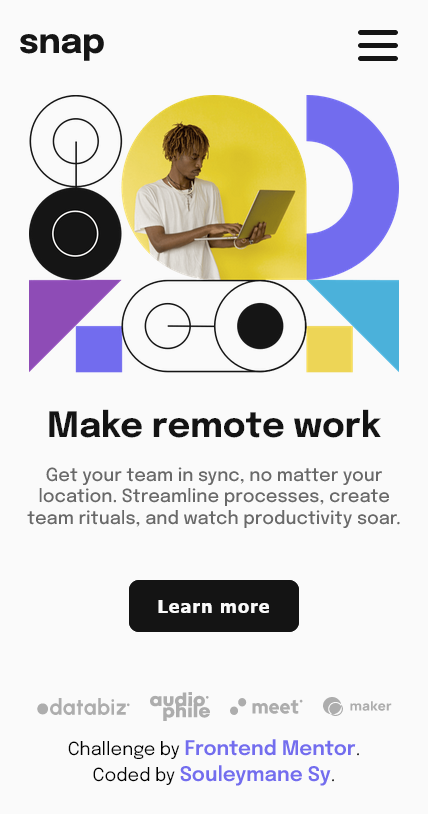 snap
Make remote work
Get your team in sync, no matter your
location. Streamline processes, create
team rituals, and watch productivity soar.
Learn more
databiz audiophile meet maker
Challenge by Frontend Mentor.
Coded by Souleymane Sy.